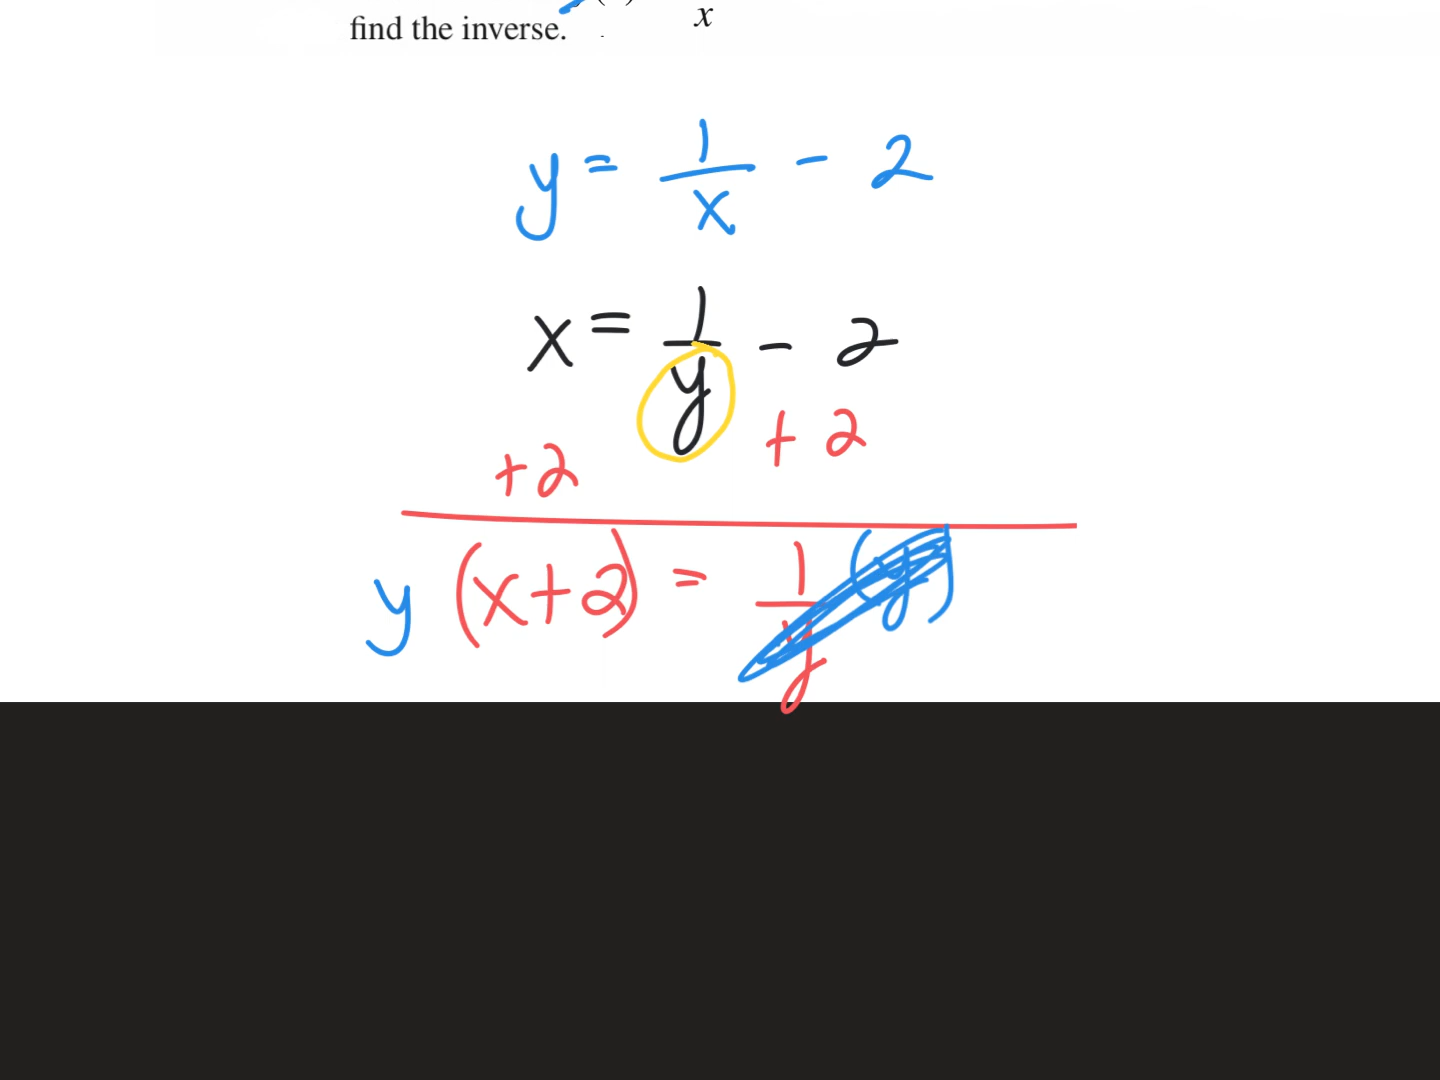 x
find the inverse.
y = 1/x - 2
x = 1/y - 2
+2 + 2
y (x+2) = 1/y (y)